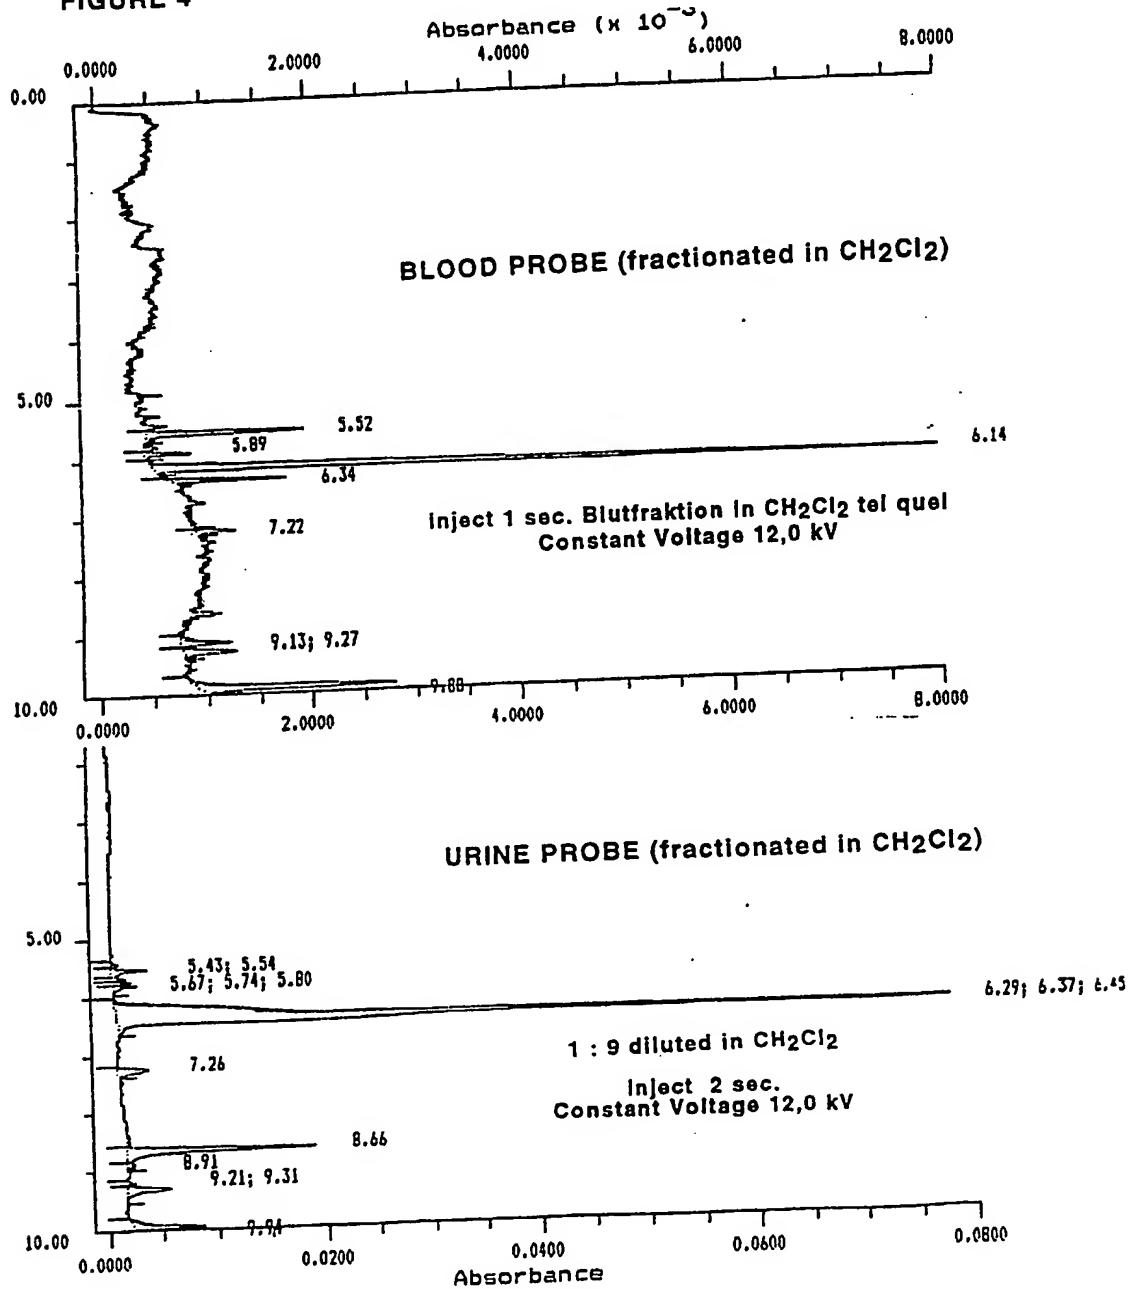 FIGURE 4
Absorbance (x 10⁻³)
0.0000 2.0000 4.0000 6.0000 8.0000
0.00
BLOOD PROBE (fractionated in CH₂Cl₂)
5.00
5.52
5.89
6.14
6.34
inject 1 sec. Blutfraktion in CH₂Cl₂ tel quel
7.22
Constant Voltage 12,0 kV
9.13; 9.27
9.88
10.00
0.0000 2.0000 4.0000 6.0000 8.0000
URINE PROBE (fractionated in CH₂Cl₂)
5.00
5.43; 5.54
5.67; 5.74; 5.80
6.29; 6.37; 6.45
1 : 9 diluted in CH₂Cl₂
7.26
inject 2 sec.
Constant Voltage 12,0 kV
8.66
8.91
9.21; 9.31
9.94
10.00
0.0000 0.0200 0.0400 0.0600 0.0800
Absorbance